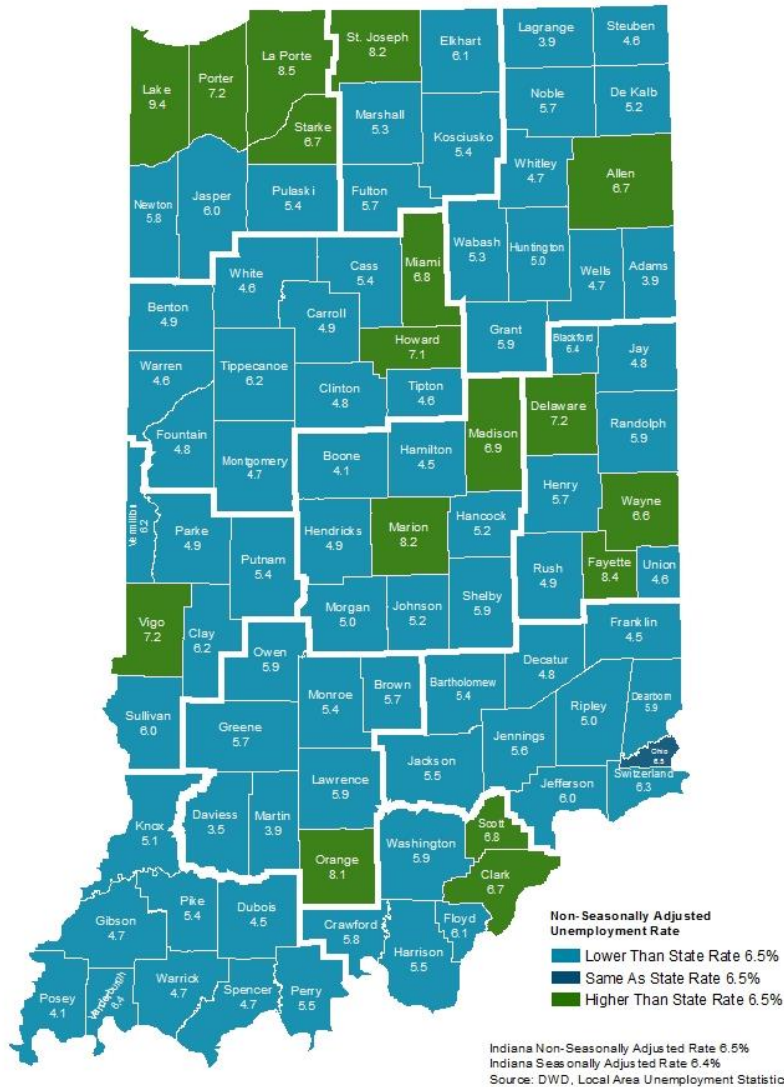 St. Joseph
8.2
Elkhart
6.1
Lagrange
3.9
Steuben
4.6
La Porte
8.5
Porter
7.2
Lake
9.4
Noble
5.7
De Kalb
5.2
Marshall
5.3
Kosciusko
5.4
Starke
6.7
Whitley
4.7
Allen
6.7
Newton
5.8
Jasper
6.0
Pulaski
5.4
Fulton
5.7
Wabash
5.3
Huntington
5.0
Wells
4.7
Adams
3.9
White
4.6
Cass
5.4
Miami
6.8
Benton
4.9
Carroll
4.9
Howard
7.1
Grant
5.9
Blackford
6.4
Jay
4.8
Warren
4.6
Tippecanoe
6.2
Clinton
4.8
Tipton
4.6
Madison
6.9
Delaware
7.2
Randolph
5.9
Fountain
4.8
Montgomery
4.7
Boone
4.1
Hamilton
4.5
Henry
5.7
Wayne
6.6
Vermillion
6.2
Parke
4.9
Putnam
5.4
Hendricks
4.9
Marion
8.2
Hancock
5.2
Rush
4.9
Fayette
8.4
Union
4.6
Vigo
7.2
Clay
6.2
Morgan
5.0
Johnson
5.2
Shelby
5.9
Franklin
4.5
Owen
5.9
Monroe
5.4
Brown
5.7
Bartholomew
5.4
Decatur
4.8
Ripley
5.0
Dearborn
5.9
Sullivan
6.0
Greene
5.7
Jennings
5.6
Ohio
6.5
Switzerland
6.3
Jackson
5.5
Jefferson
6.0
Lawrence
5.9
Knox
5.1
Daviess
3.5
Martin
3.9
Orange
8.1
Washington
5.9
Scott
6.8
Clark
6.7
Gibson
4.7
Pike
5.4
Dubois
4.5
Crawford
5.8
Floyd
6.1
Harrison
5.5
Posey
4.1
Vanderburgh
6.4
Warrick
4.7
Spencer
4.7
Perry
5.5
Non-Seasonally Adjusted
Unemployment Rate
Lower Than State Rate 6.5%
Same As State Rate 6.5%
Higher Than State Rate 6.5%
Indiana Non-Seasonally Adjusted Rate 6.5%
Indiana Seasonally Adjusted Rate 6.4%
Source: DWD, Local Area Unemployment Statistic